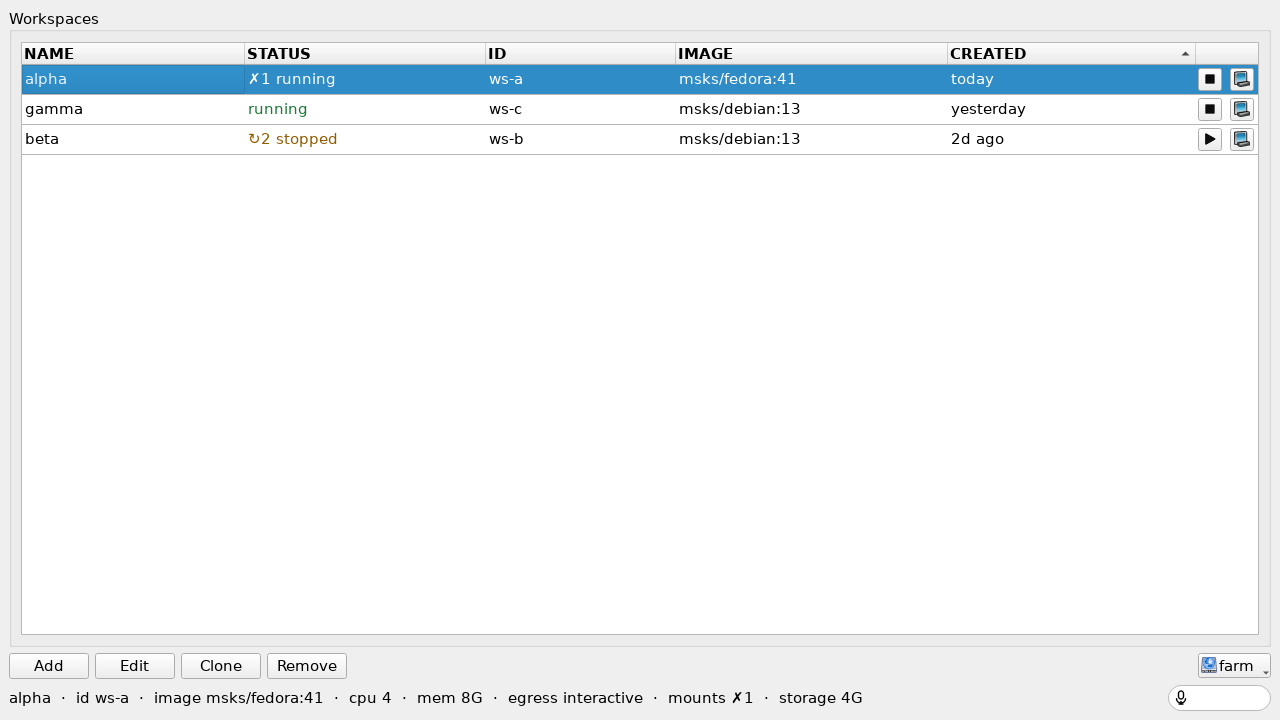 Workspaces
NAME STATUS ID IMAGE CREATED
alpha ✗1 running ws-a msks/fedora:41 today
gamma running ws-c msks/debian:13 yesterday
beta ↻2 stopped ws-b msks/debian:13 2d ago
Add Edit Clone Remove farm
alpha · id ws-a · image msks/fedora:41 · cpu 4 · mem 8G · egress interactive · mounts ✗1 · storage 4G